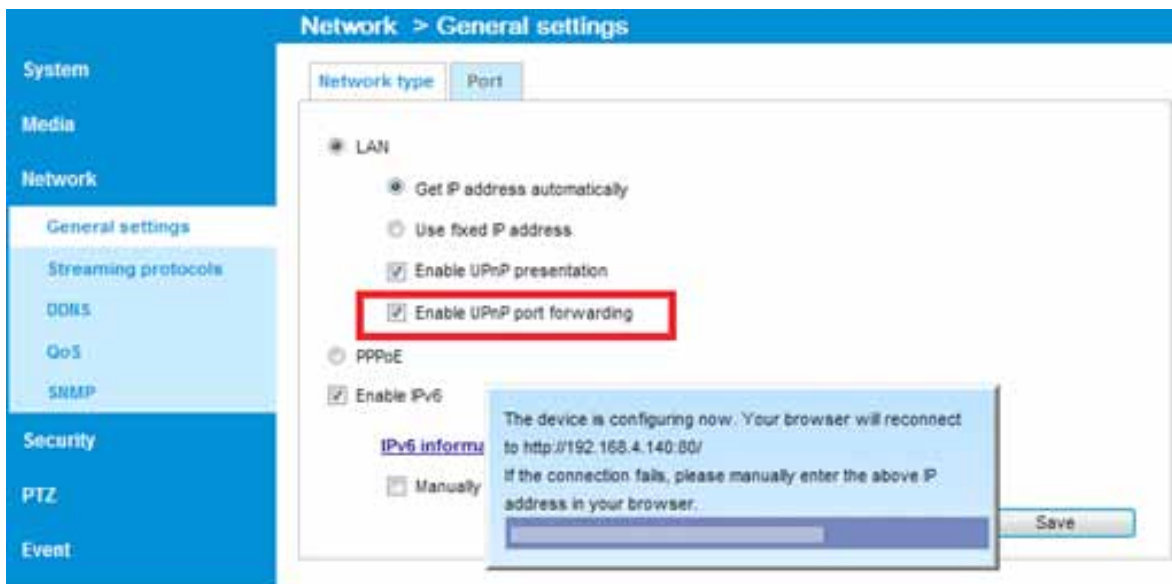 Network > General settings
System
Media
Network
General settings
Streaming protocols
DDNS
QoS
SNMP
Security
PTZ
Event
Network type
Port
LAN
Get IP address automatically
Use fixed IP address
Enable UPnP presentation
Enable UPnP port forwarding
PPPoE
Enable IPv6
IPv6 informa
Manually
The device is configuring now. Your browser will reconnect
to http://192.168.4.140:80/
If the connection fails, please manually enter the above IP
address in your browser.
Save